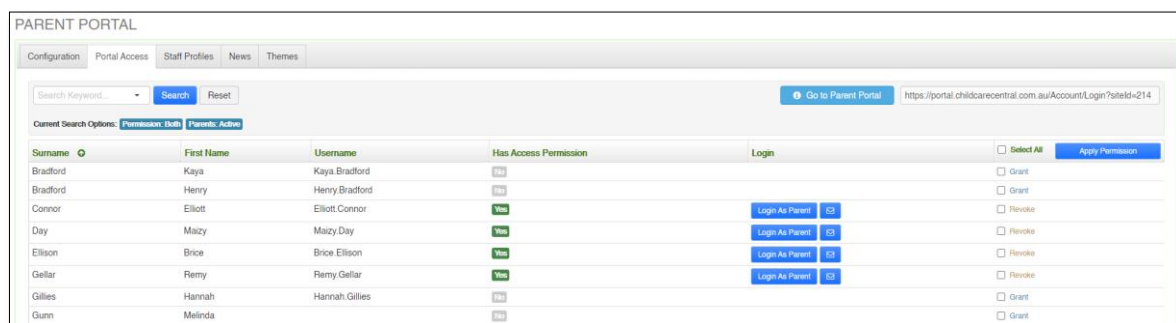 PARENT PORTAL
Configuration Portal Access Staff Profiles News Themes
Search Keyword... Search Reset Go to Parent Portal https://portal.childcarecentral.com.au/Account/Login?siteId=214
Current Search Options: Permission: Both Parents: Active
Surname First Name Username Has Access Permission Login Select All Apply Permission
Bradford Kaya Kaya.Bradford No Grant
Bradford Henry Henry.Bradford No Grant
Connor Elliott Elliott.Connor Yes Login As Parent Revoke
Day Maizy Maizy.Day Yes Login As Parent Revoke
Ellison Brice Brice.Ellison Yes Login As Parent Revoke
Gellar Remy Remy.Gellar Yes Login As Parent Revoke
Gillies Hannah Hannah.Gillies No Grant
Gunn Melinda No Grant